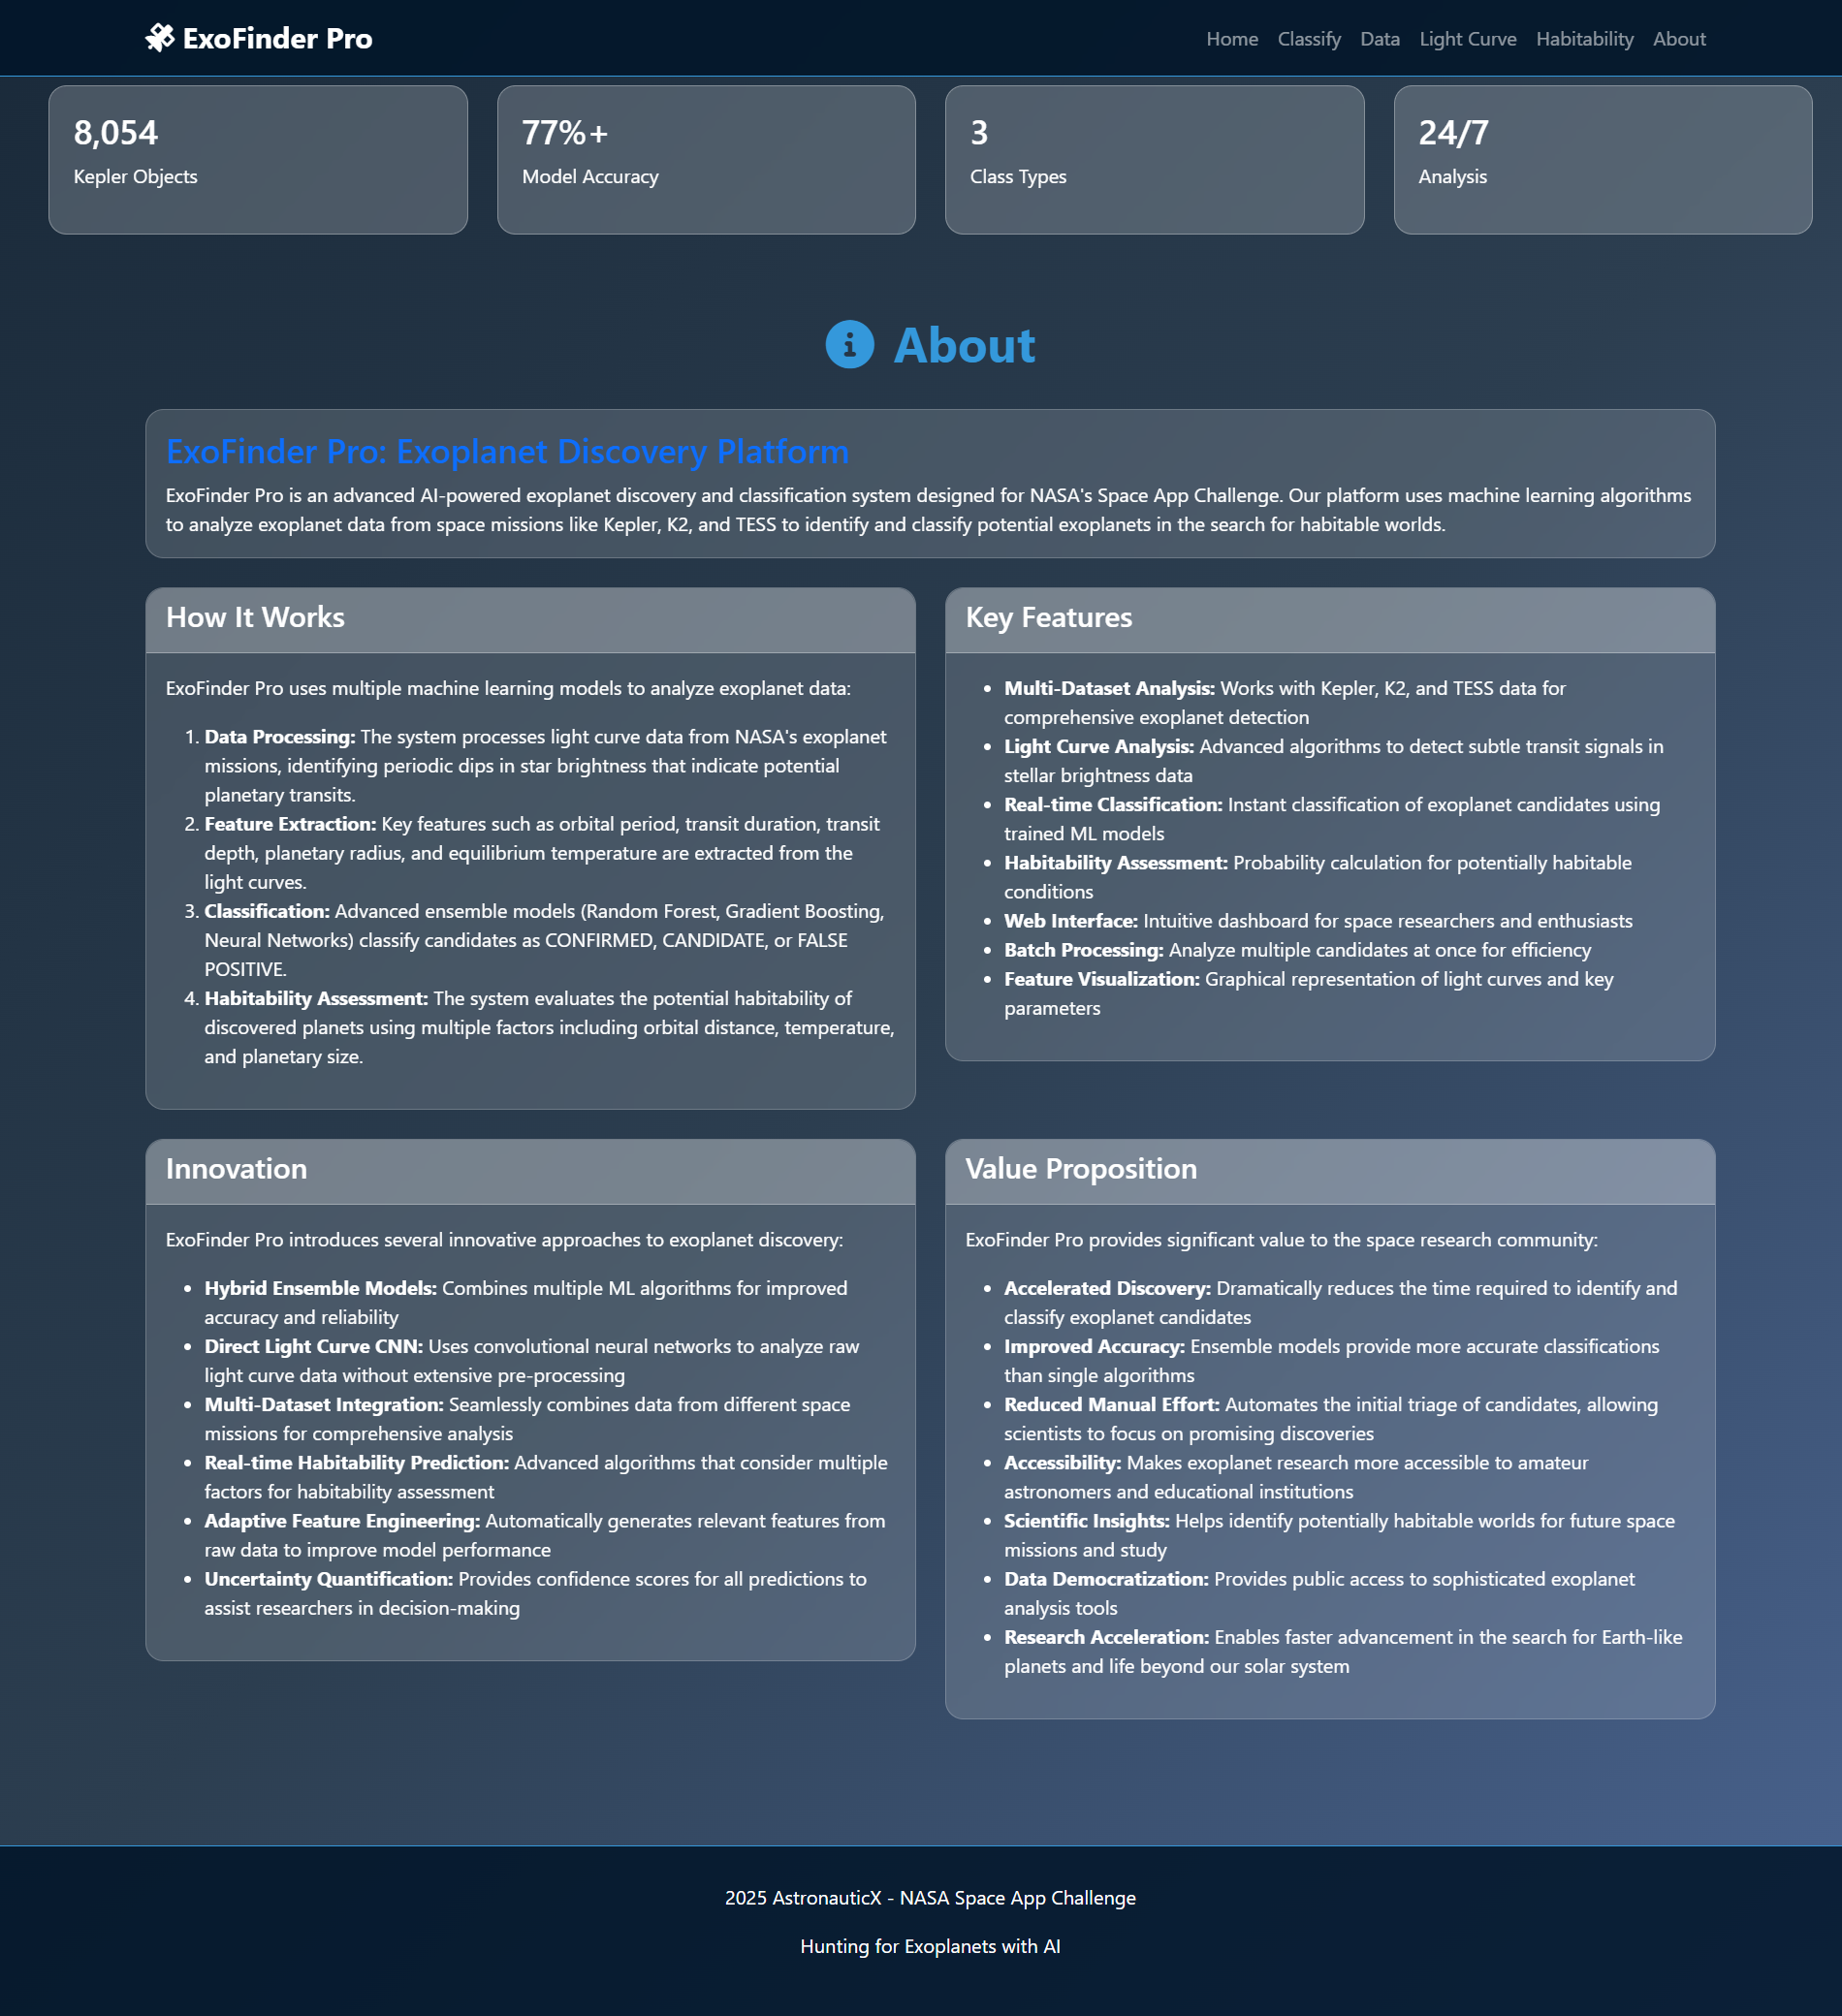 ExoFinder Pro
Home Classify Data Light Curve Habitability About
8,054
Kepler Objects
77%+
Model Accuracy
3
Class Types
24/7
Analysis
About
ExoFinder Pro: Exoplanet Discovery Platform
ExoFinder Pro is an advanced AI-powered exoplanet discovery and classification system designed for NASA's Space App Challenge. Our platform uses machine learning algorithms
to analyze exoplanet data from space missions like Kepler, K2, and TESS to identify and classify potential exoplanets in the search for habitable worlds.
How It Works
ExoFinder Pro uses multiple machine learning models to analyze exoplanet data:
1. Data Processing: The system processes light curve data from NASA's exoplanet
missions, identifying periodic dips in star brightness that indicate potential
planetary transits.
2. Feature Extraction: Key features such as orbital period, transit duration, transit
depth, planetary radius, and equilibrium temperature are extracted from the
light curves.
3. Classification: Advanced ensemble models (Random Forest, Gradient Boosting,
Neural Networks) classify candidates as CONFIRMED, CANDIDATE, or FALSE
POSITIVE.
4. Habitability Assessment: The system evaluates the potential habitability of
discovered planets using multiple factors including orbital distance, temperature,
and planetary size.
Key Features
• Multi-Dataset Analysis: Works with Kepler, K2, and TESS data for
comprehensive exoplanet detection
• Light Curve Analysis: Advanced algorithms to detect subtle transit signals in
stellar brightness data
• Real-time Classification: Instant classification of exoplanet candidates using
trained ML models
• Habitability Assessment: Probability calculation for potentially habitable
conditions
• Web Interface: Intuitive dashboard for space researchers and enthusiasts
• Batch Processing: Analyze multiple candidates at once for efficiency
• Feature Visualization: Graphical representation of light curves and key
parameters
Innovation
ExoFinder Pro introduces several innovative approaches to exoplanet discovery:
• Hybrid Ensemble Models: Combines multiple ML algorithms for improved
accuracy and reliability
• Direct Light Curve CNN: Uses convolutional neural networks to analyze raw
light curve data without extensive pre-processing
• Multi-Dataset Integration: Seamlessly combines data from different space
missions for comprehensive analysis
• Real-time Habitability Prediction: Advanced algorithms that consider multiple
factors for habitability assessment
• Adaptive Feature Engineering: Automatically generates relevant features from
raw data to improve model performance
• Uncertainty Quantification: Provides confidence scores for all predictions to
assist researchers in decision-making
Value Proposition
ExoFinder Pro provides significant value to the space research community:
• Accelerated Discovery: Dramatically reduces the time required to identify and
classify exoplanet candidates
• Improved Accuracy: Ensemble models provide more accurate classifications
than single algorithms
• Reduced Manual Effort: Automates the initial triage of candidates, allowing
scientists to focus on promising discoveries
• Accessibility: Makes exoplanet research more accessible to amateur
astronomers and educational institutions
• Scientific Insights: Helps identify potentially habitable worlds for future space
missions and study
• Data Democratization: Provides public access to sophisticated exoplanet
analysis tools
• Research Acceleration: Enables faster advancement in the search for Earth-like
planets and life beyond our solar system
2025 AstronauticX - NASA Space App Challenge
Hunting for Exoplanets with AI